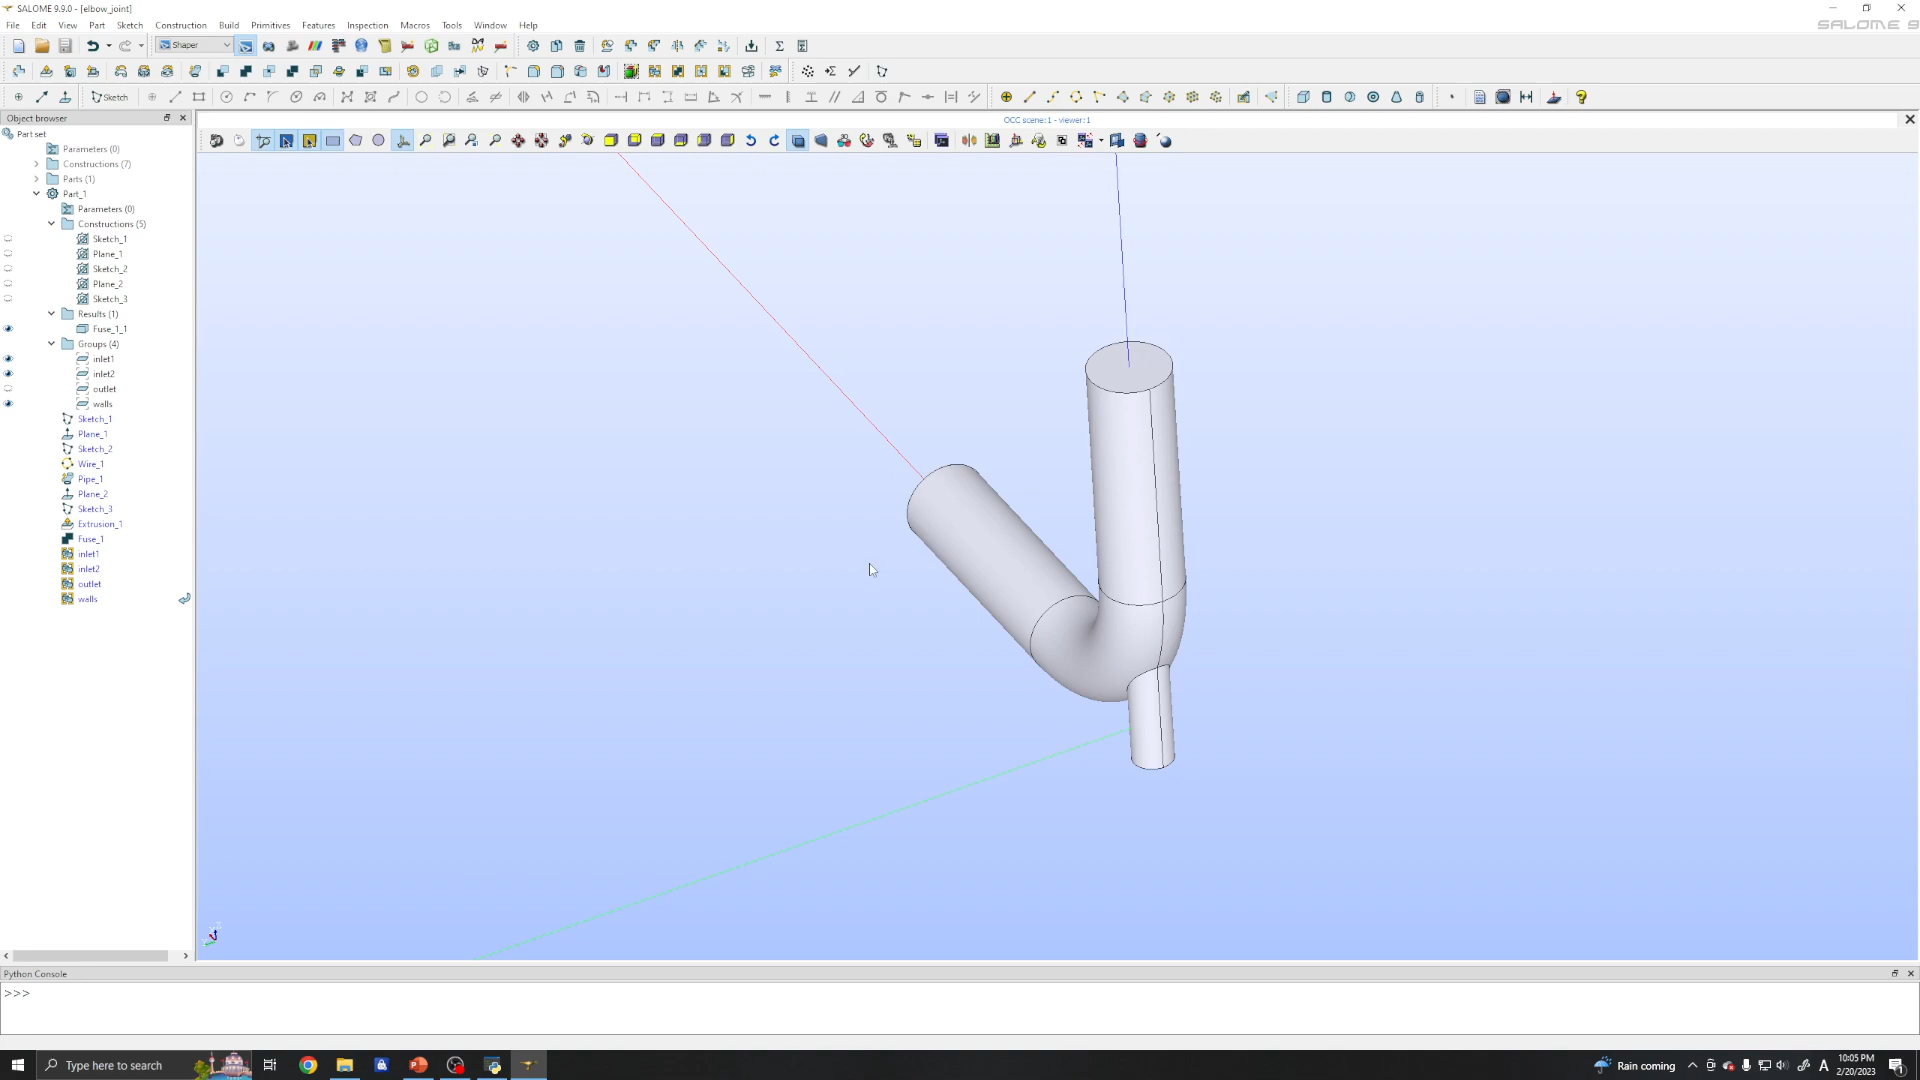 SALOME 9.9.0 - [elbow_joint]
File Edit View Part Sketch Construction Build Primitives Features Inspection Macros Tools Window Help
SALOME 9
Shaper
Sketch
Object browser
OCC scene:1 - viewer:1
Part set
Parameters (0)
Constructions (7)
Parts (1)
Part_1
Parameters (0)
Constructions (5)
Sketch_1
Plane_1
Sketch_2
Plane_2
Sketch_3
Results (1)
Fuse_1_1
Groups (4)
inlet1
inlet2
outlet
walls
Sketch_1
Plane_1
Sketch_2
Wire_1
Pipe_1
Plane_2
Sketch_3
Extrusion_1
Fuse_1
inlet1
inlet2
outlet
walls
Python Console
>>>
Type here to search
Rain coming
A
10:05 PM
2/20/2023
1